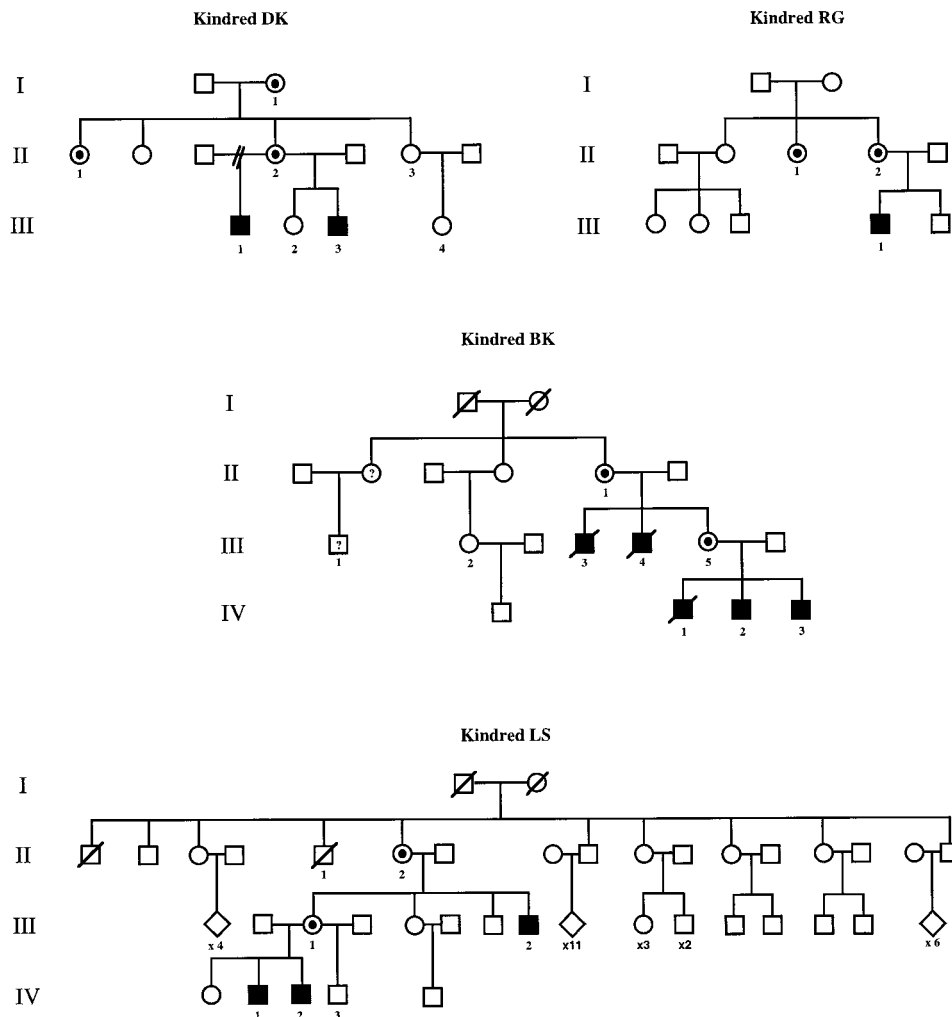 Kindred DK
I
1
II
1 2 3
III
1 2 3 4
Kindred RG
I
II
1 2
III
1
Kindred BK
I
II
? 1
III
?
1 2 3 4 5
IV
1 2 3
Kindred LS
I
II
1 2
III
x 4 1 2 x11 x3 x2 x 6
IV
1 2 3